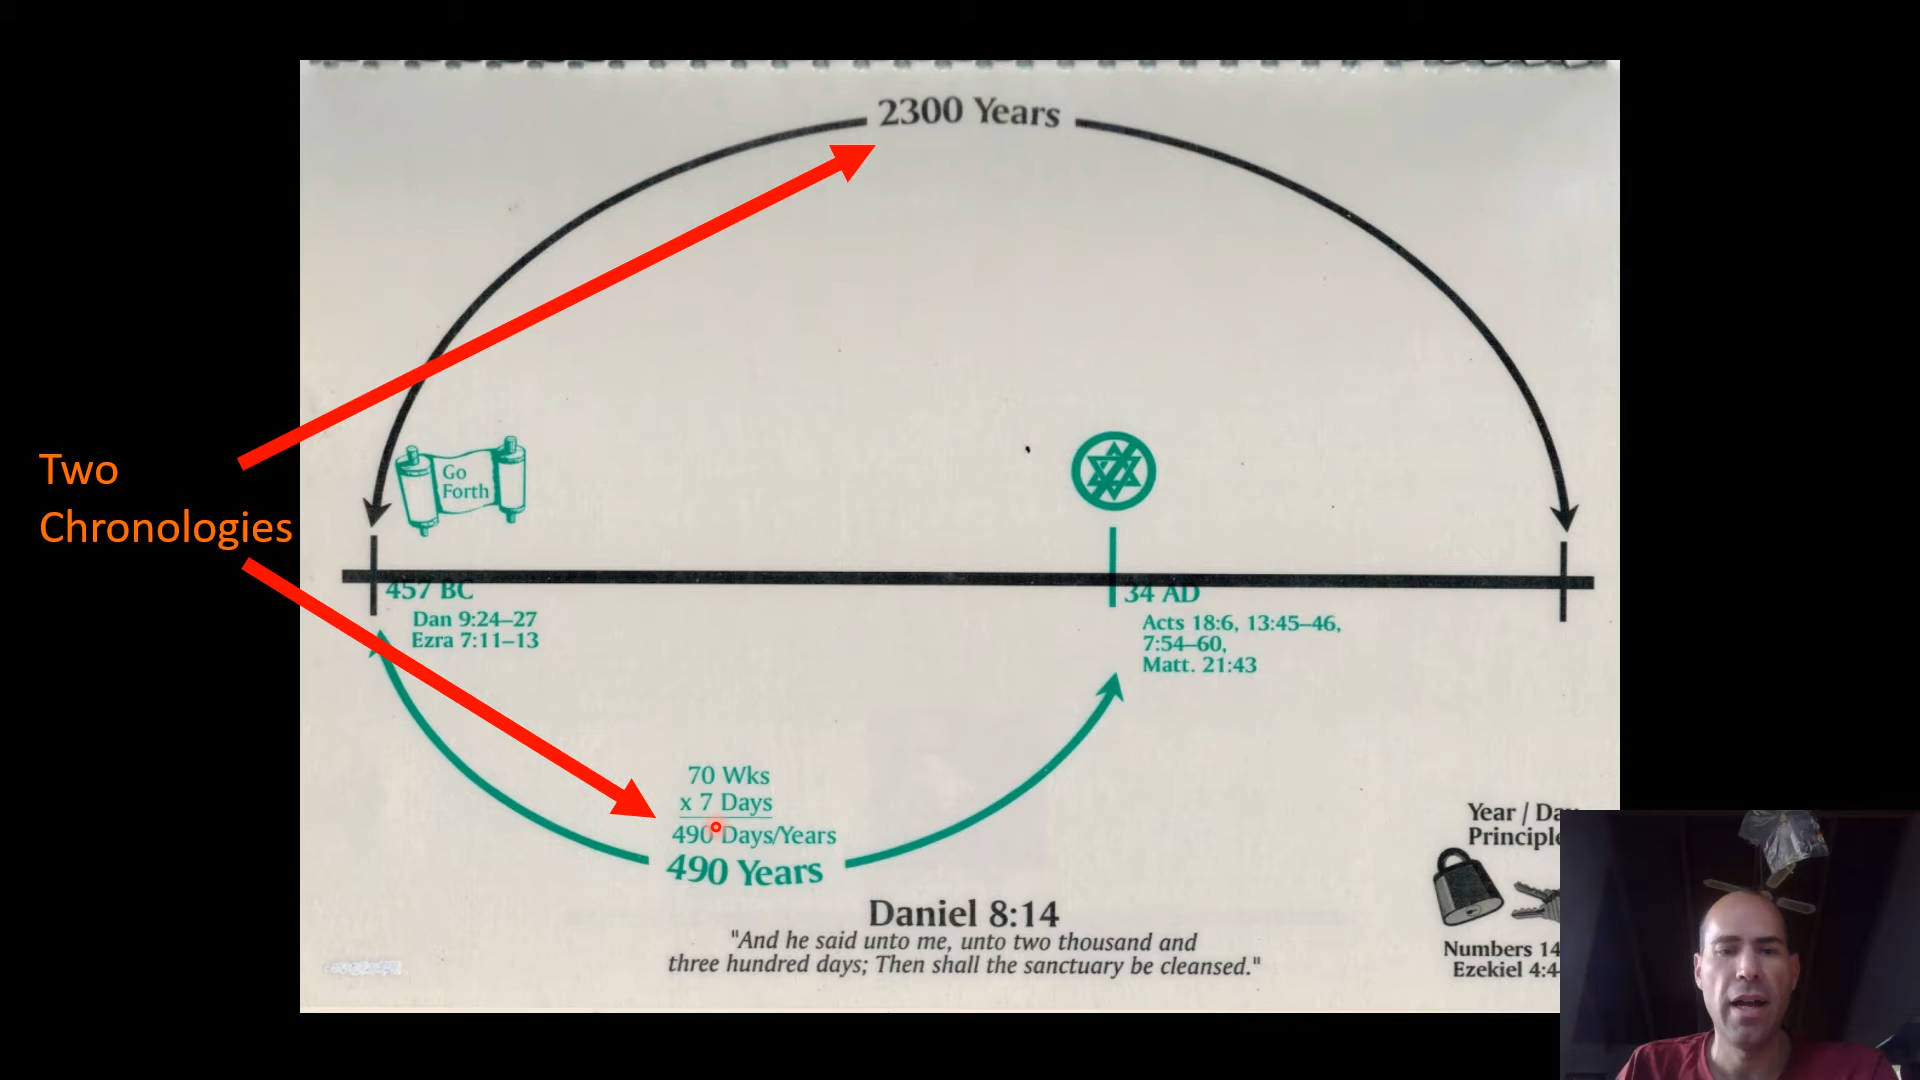 2300 Years
Two
Chronologies
Go
Forth
457 BC
Dan 9:24–27
Ezra 7:11–13
34 AD
Acts 18:6, 13:45–46,
7:54–60,
Matt. 21:43
70 Wks
x 7 Days
490 Days/Years
490 Years
Year / Da
Principle
Numbers 14
Ezekiel 4:4
Daniel 8:14
"And he said unto me, unto two thousand and
three hundred days; Then shall the sanctuary be cleansed."